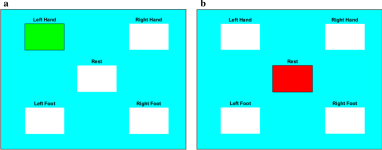 a
Left Hand Right Hand
Rest
Left Foot Right Foot
b
Left Hand Right Hand
Rest
Left Foot Right Foot